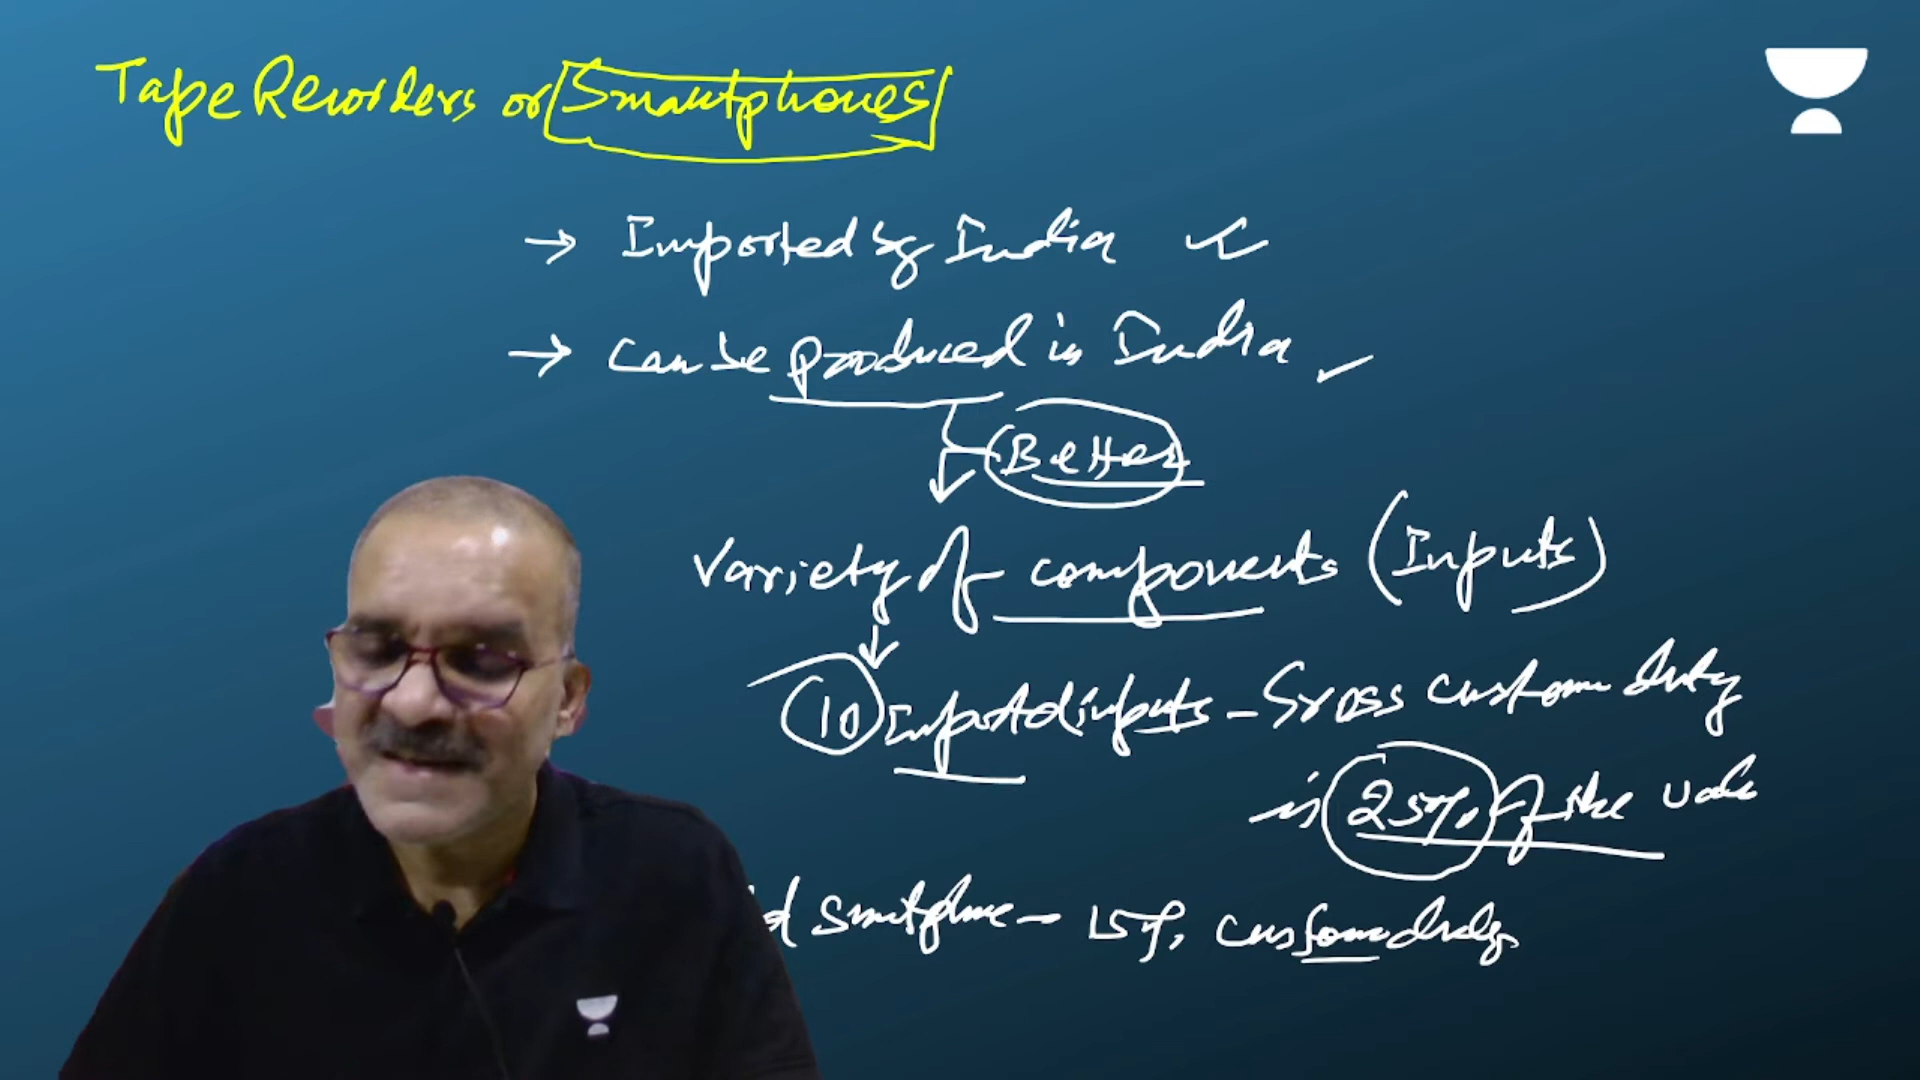 Tape Recorders or Smartphones
→ Imported by India ✓
→ Can be produced in India ✓
Better
Variety of components (Inputs)
10 Imported inputs - Gross custom duty
is 25% of the value
d Smartphone - 15% custom duty